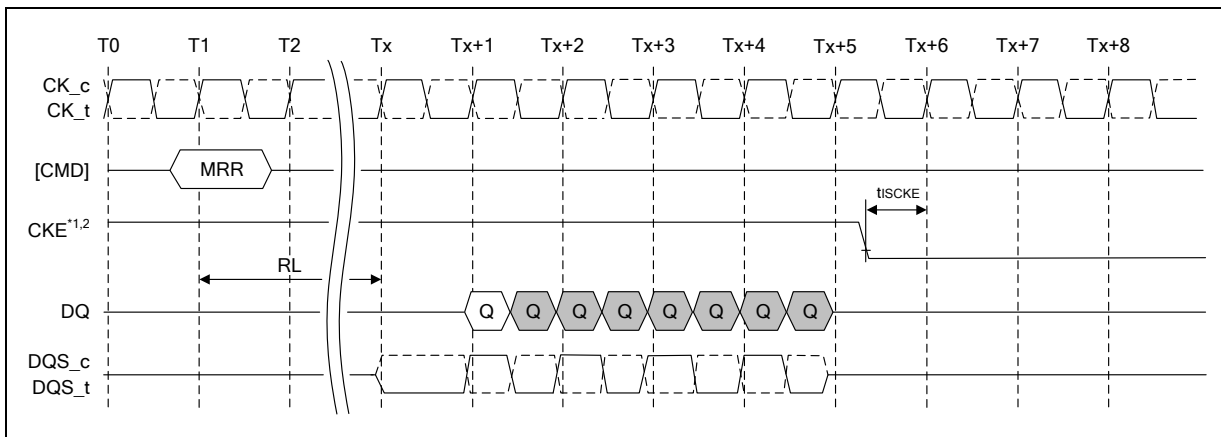 T0 T1 T2 Tx Tx+1 Tx+2 Tx+3 Tx+4 Tx+5 Tx+6 Tx+7 Tx+8
CK_c
CK_t
[CMD] MRR
tISCKE
CKE*1,2
RL
DQ Q Q Q Q Q Q Q Q
DQS_c
DQS_t